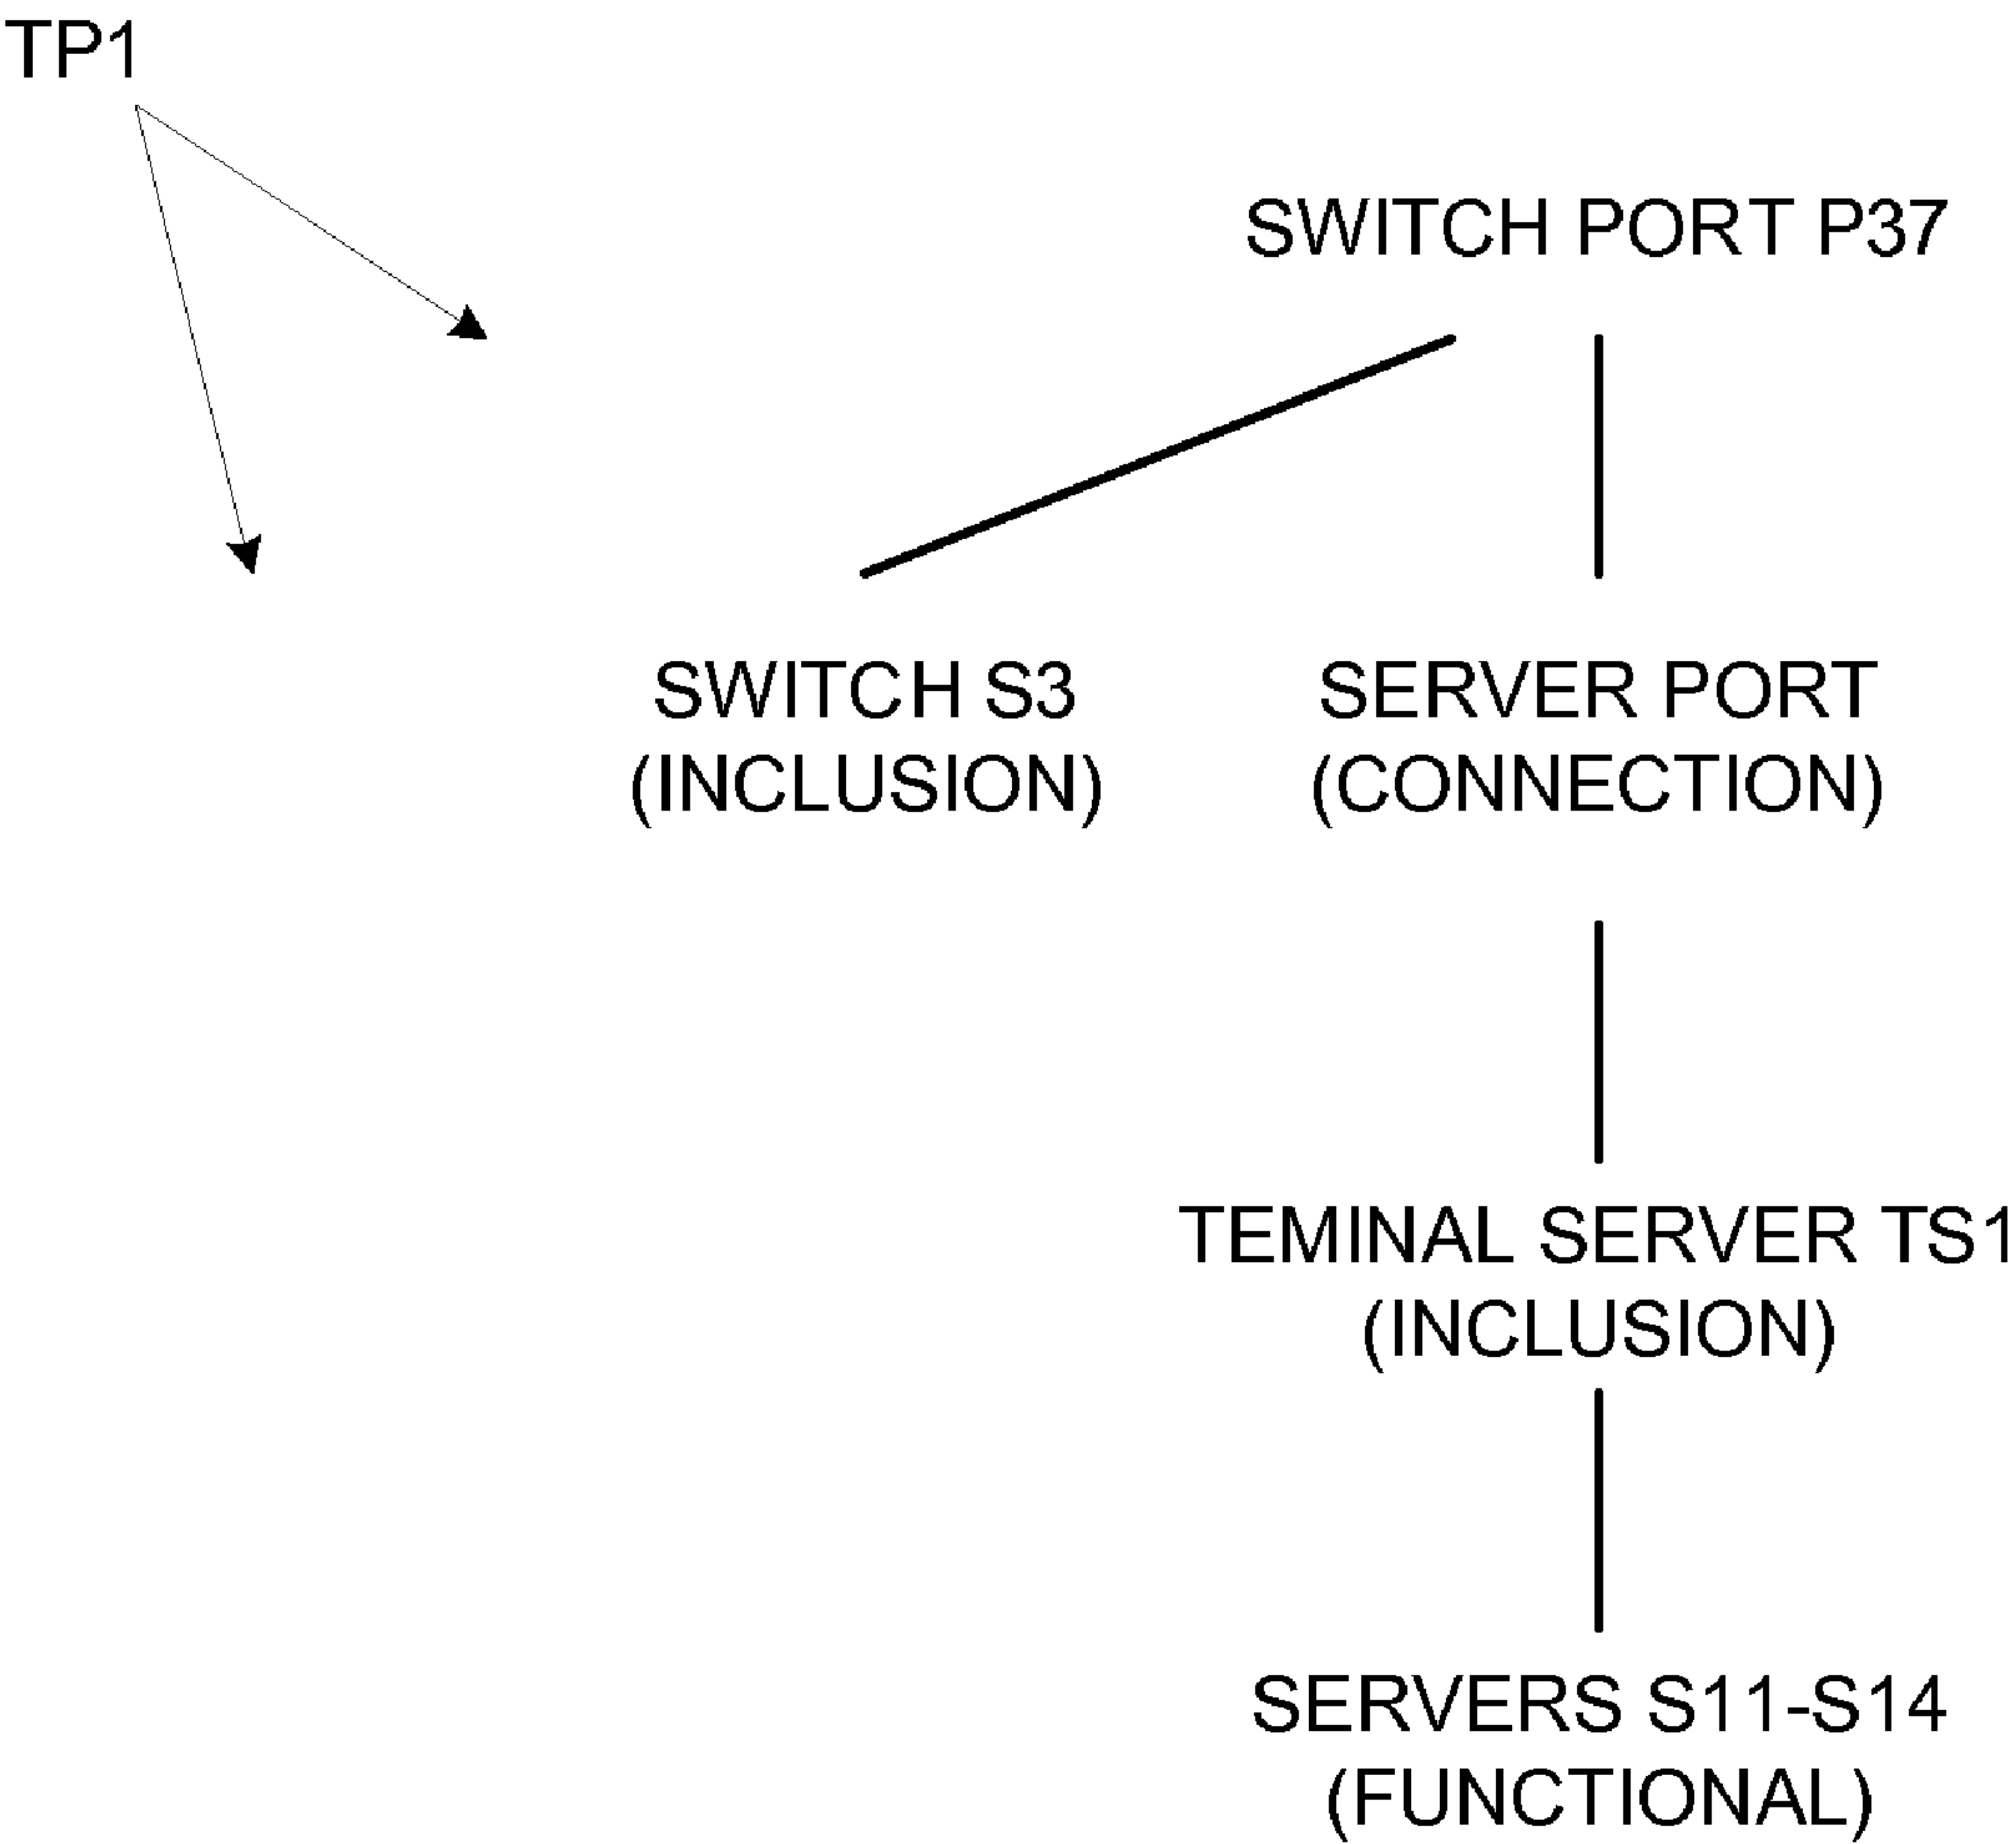 TP1
SWITCH PORT P37
SWITCH S3
(INCLUSION)
SERVER PORT
(CONNECTION)
TEMINAL SERVER TS1
(INCLUSION)
SERVERS S11-S14
(FUNCTIONAL)